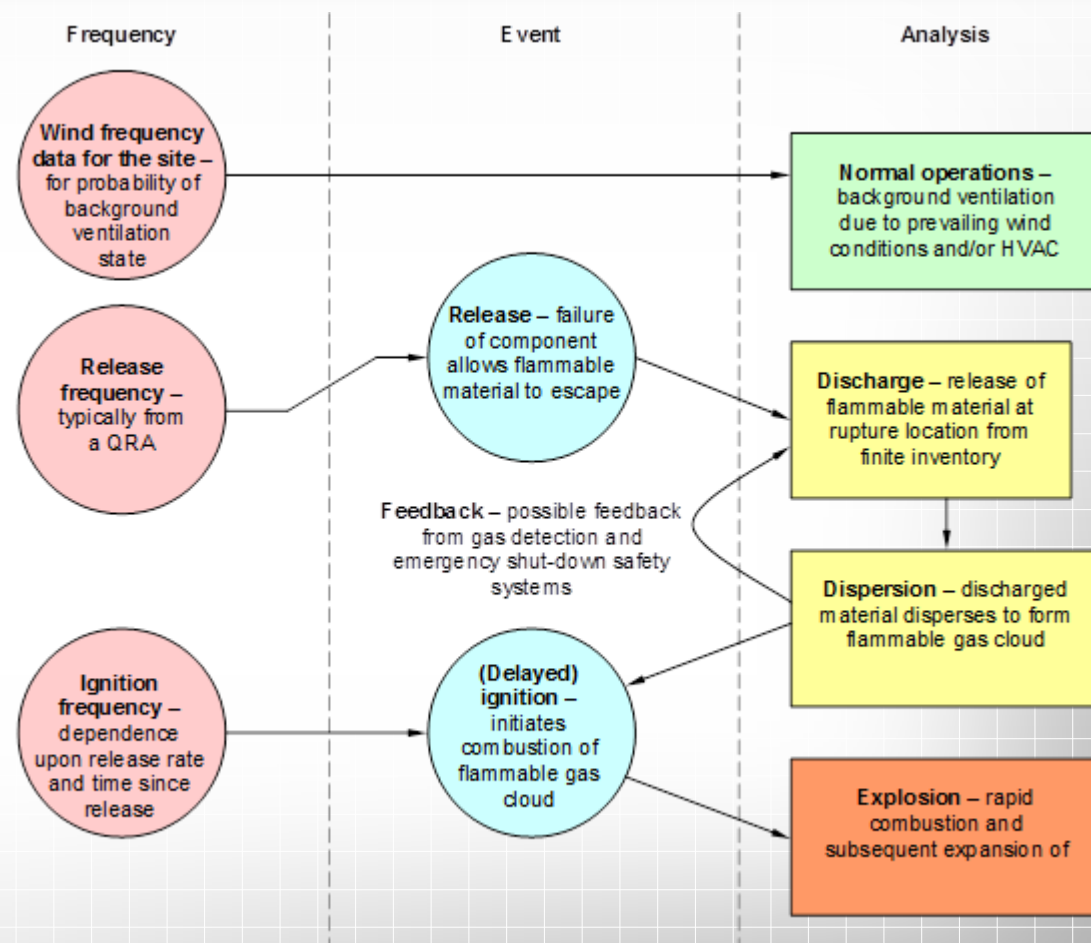 Frequency
Event
Analysis
Wind frequency
data for the site –
for probability of
background
ventilation
state
Normal operations –
background ventilation
due to prevailing wind
conditions and/or HVAC
Release
frequency –
typically from
a QRA
Release – failure
of component
allows flammable
material to escape
Discharge – release of
flammable material at
rupture location from
finite inventory
Feedback – possible feedback
from gas detection and
emergency shut-down safety
systems
Dispersion – discharged
material disperses to form
flammable gas cloud
Ignition
frequency –
dependence
upon release rate
and time since
release
(Delayed)
ignition –
initiates
combustion of
flammable gas
cloud
Explosion – rapid
combustion and
subsequent expansion of